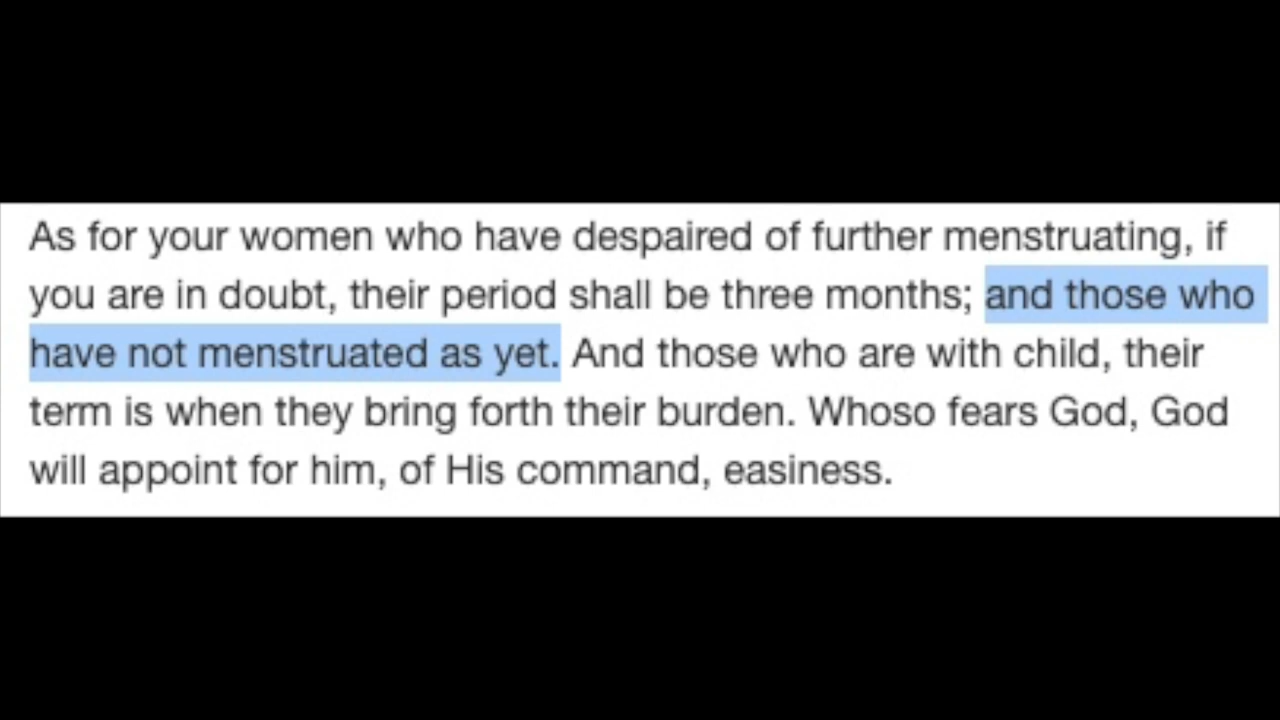 As for your women who have despaired of further menstruating, if
you are in doubt, their period shall be three months; and those who
have not menstruated as yet. And those who are with child, their
term is when they bring forth their burden. Whoso fears God, God
will appoint for him, of His command, easiness.